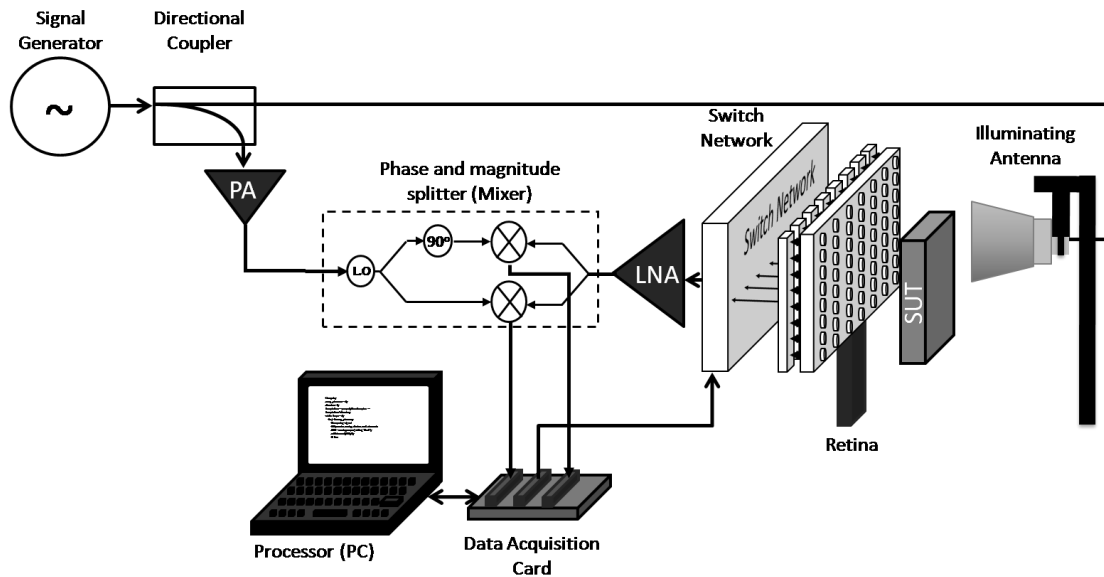 Signal
Generator
~
Directional
Coupler
PA
Phase and magnitude
splitter (Mixer)
LO
90º
LNA
Switch
Network
Switch Network
Illuminating
Antenna
SUT
Retina
Processor (PC)
Data Acquisition
Card